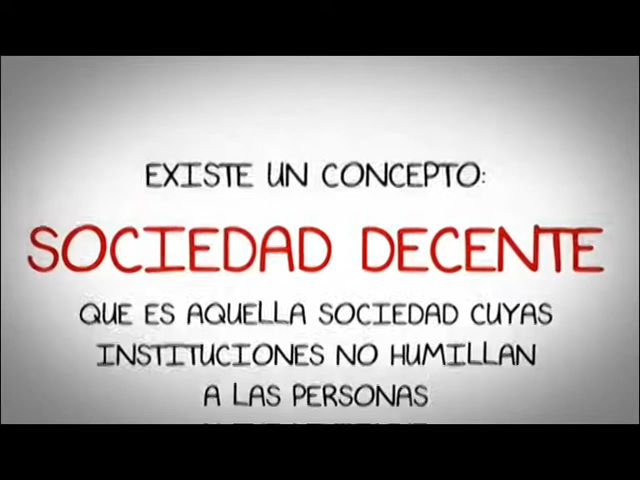 EXISTE UN CONCEPTO:
SOCIEDAD DECENTE
QUE ES AQUELLA SOCIEDAD CUYAS
INSTITUCIONES NO HUMILLAN
A LAS PERSONAS